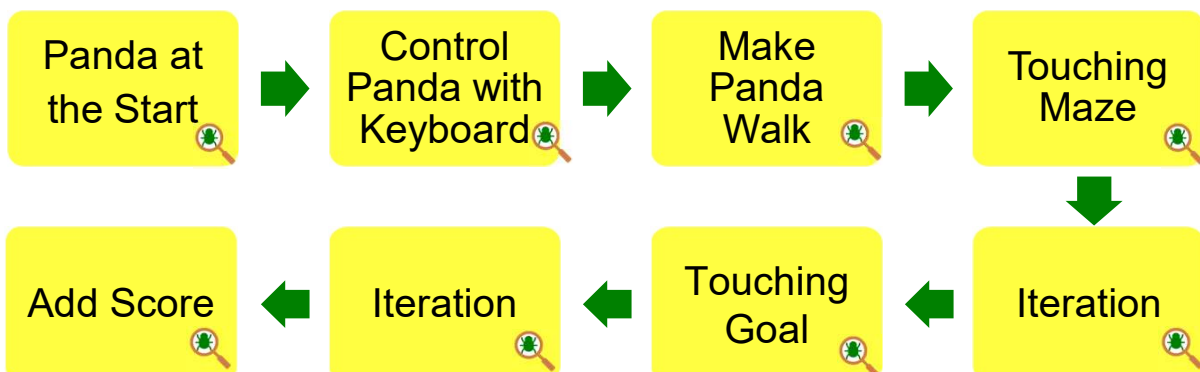 Panda at
the Start
Control
Panda with
Keyboard
Make
Panda
Walk
Touching
Maze
Iteration
Touching
Goal
Iteration
Add Score